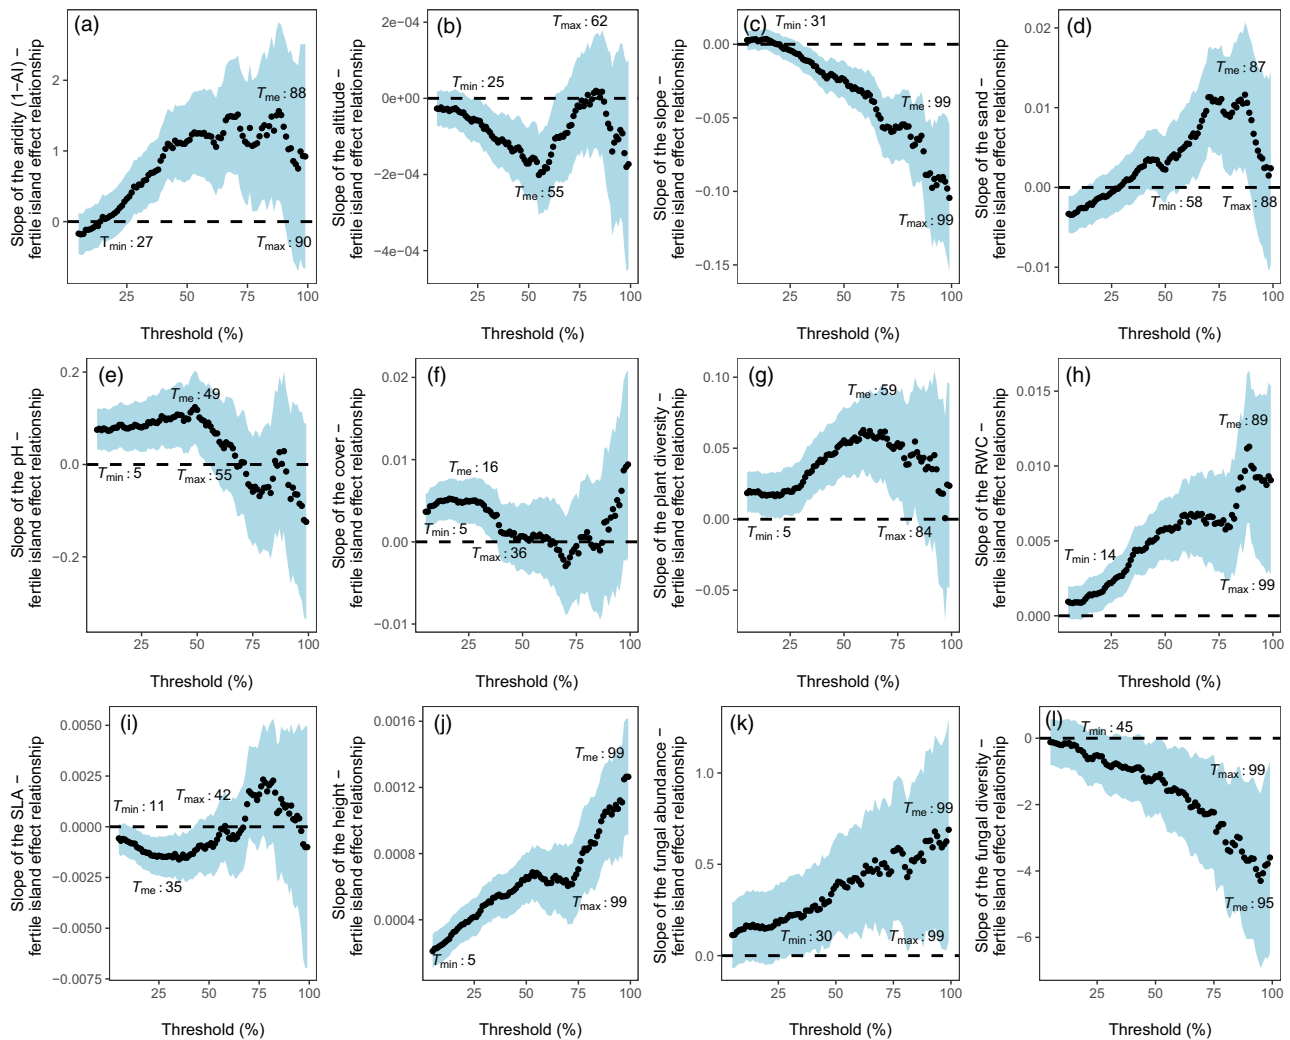 (a)
Slope of the aridity (1−AI) −
fertile island effect relationship
2
1
0
Tme : 88
Tmin : 27
Tmax : 90
25
50
75
100
Threshold (%)
(b)
Slope of the altitude −
fertile island effect relationship
2e−04
0e+00
−2e−04
−4e−04
Tmax : 62
Tmin : 25
Tme : 55
25
50
75
100
Threshold (%)
(c)
Slope of the slope −
fertile island effect relationship
0.00
−0.05
−0.10
−0.15
Tmin : 31
Tme : 99
Tmax : 99
25
50
75
100
Threshold (%)
(d)
Slope of the sand −
fertile island effect relationship
0.02
0.01
0.00
−0.01
Tme : 87
Tmin : 58
Tmax : 88
25
50
75
100
Threshold (%)
(e)
Slope of the pH −
fertile island effect relationship
0.2
0.0
−0.2
Tme : 49
Tmin : 5
Tmax : 55
25
50
75
100
Threshold (%)
(f)
Slope of the cover −
fertile island effect relationship
0.02
0.01
0.00
−0.01
Tme : 16
Tmin : 5
Tmax : 36
25
50
75
100
Threshold (%)
(g)
Slope of the plant diversity −
fertile island effect relationship
0.10
0.05
0.00
−0.05
Tme : 59
Tmin : 5
Tmax : 84
25
50
75
100
Threshold (%)
(h)
Slope of the RWC −
fertile island effect relationship
0.015
0.010
0.005
0.000
Tme : 89
Tmin : 14
Tmax : 99
25
50
75
100
Threshold (%)
(i)
Slope of the SLA −
fertile island effect relationship
0.0050
0.0025
0.0000
−0.0025
−0.0050
−0.0075
Tmin : 11
Tmax : 42
Tme : 35
25
50
75
100
Threshold (%)
(j)
Slope of the height −
fertile island effect relationship
0.0016
0.0012
0.0008
0.0004
Tme : 99
Tmax : 99
Tmin : 5
25
50
75
100
Threshold (%)
(k)
Slope of the fungal abundance −
fertile island effect relationship
1.0
0.5
0.0
Tme : 99
Tmin : 30
Tmax : 99
25
50
75
100
Threshold (%)
(l)
Slope of the fungal diversity −
fertile island effect relationship
0
−2
−4
−6
Tmin : 45
Tmax : 99
Tme : 95
25
50
75
100
Threshold (%)